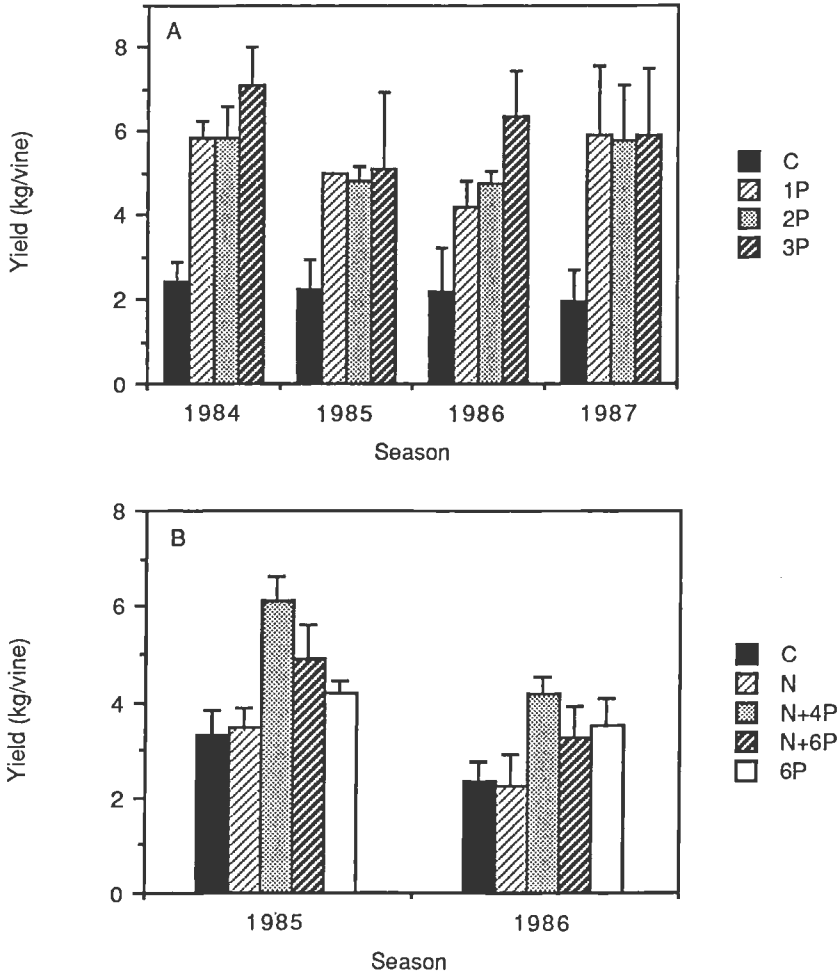 A
8
6
4
2
0
Yield (kg/vine)
C
1P
2P
3P
1984 1985 1986 1987
Season
B
8
6
4
2
0
Yield (kg/vine)
C
N
N+4P
N+6P
6P
1985 1986
Season